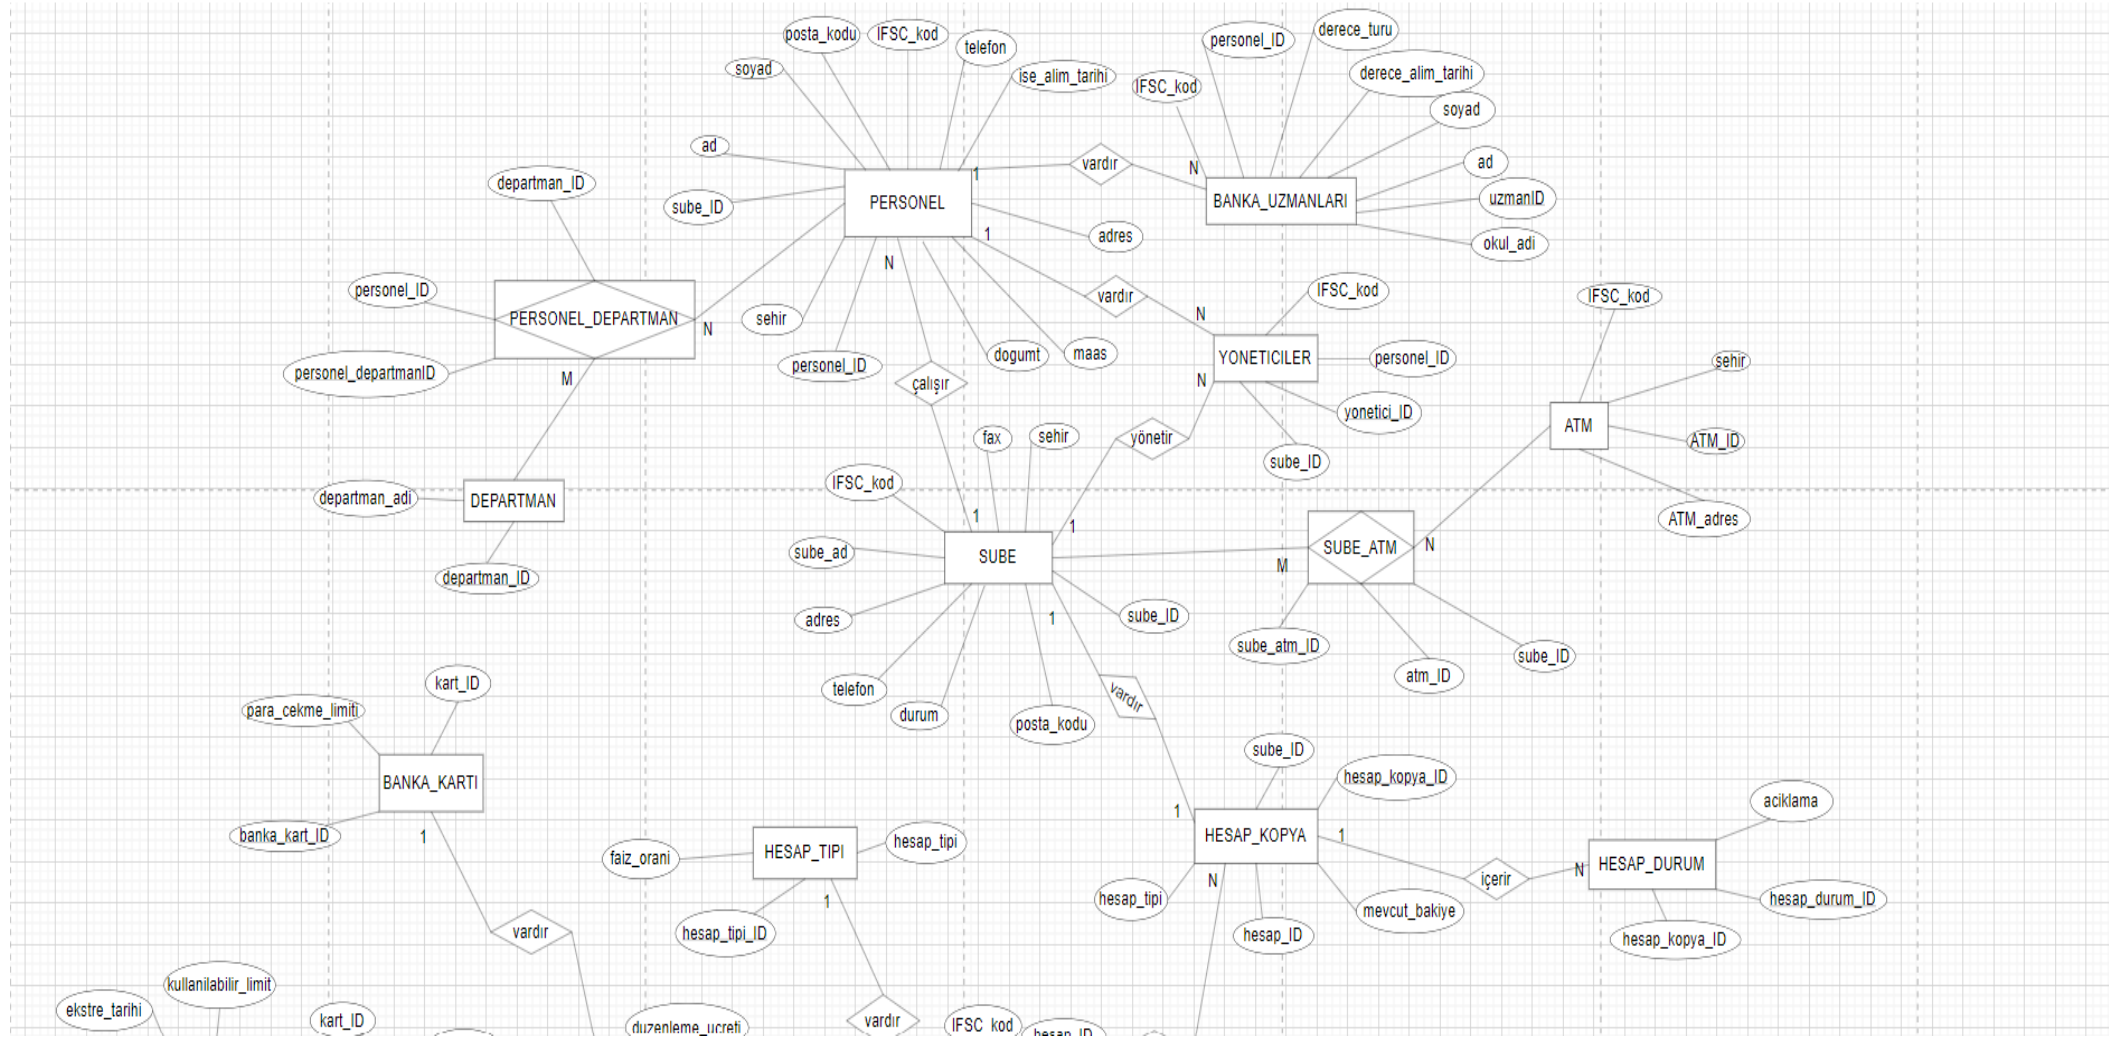 posta_kodu
IFSC_kod
telefon
soyad
ise_alim_tarihi
ad
sube_ID
PERSONEL
1
vardır
N
adres
1
N
sehir
personel_ID
dogumt
maas
personel_ID
derece_turu
IFSC_kod
derece_alim_tarihi
soyad
ad
uzmanID
okul_adi
BANKA_UZMANLARI
departman_ID
personel_ID
PERSONEL_DEPARTMAN
N
personel_departmanID
M
departman_adi
DEPARTMAN
departman_ID
vardır
N
IFSC_kod
YONETICILER
personel_ID
N
yonetici_ID
sube_ID
çalışır
yönetir
IFSC_kod
sehir
ATM
ATM_ID
ATM_adres
fax
sehir
IFSC_kod
1
1
sube_ad
SUBE
adres
1
sube_ID
telefon
durum
posta_kodu
M
SUBE_ATM
N
sube_atm_ID
atm_ID
sube_ID
vardır
kart_ID
para_cekme_limiti
BANKA_KARTI
banka_kart_ID
1
vardır
faiz_orani
HESAP_TIPI
hesap_tipi
hesap_tipi_ID
1
vardır
sube_ID
hesap_kopya_ID
1
HESAP_KOPYA
1
N
hesap_tipi
hesap_ID
mevcut_bakiye
içerir
N
HESAP_DURUM
aciklama
hesap_durum_ID
hesap_kopya_ID
kullanilabilir_limit
ekstre_tarihi
kart_ID
duzenleme_ucreti
IFSC_kod
hesap_ID